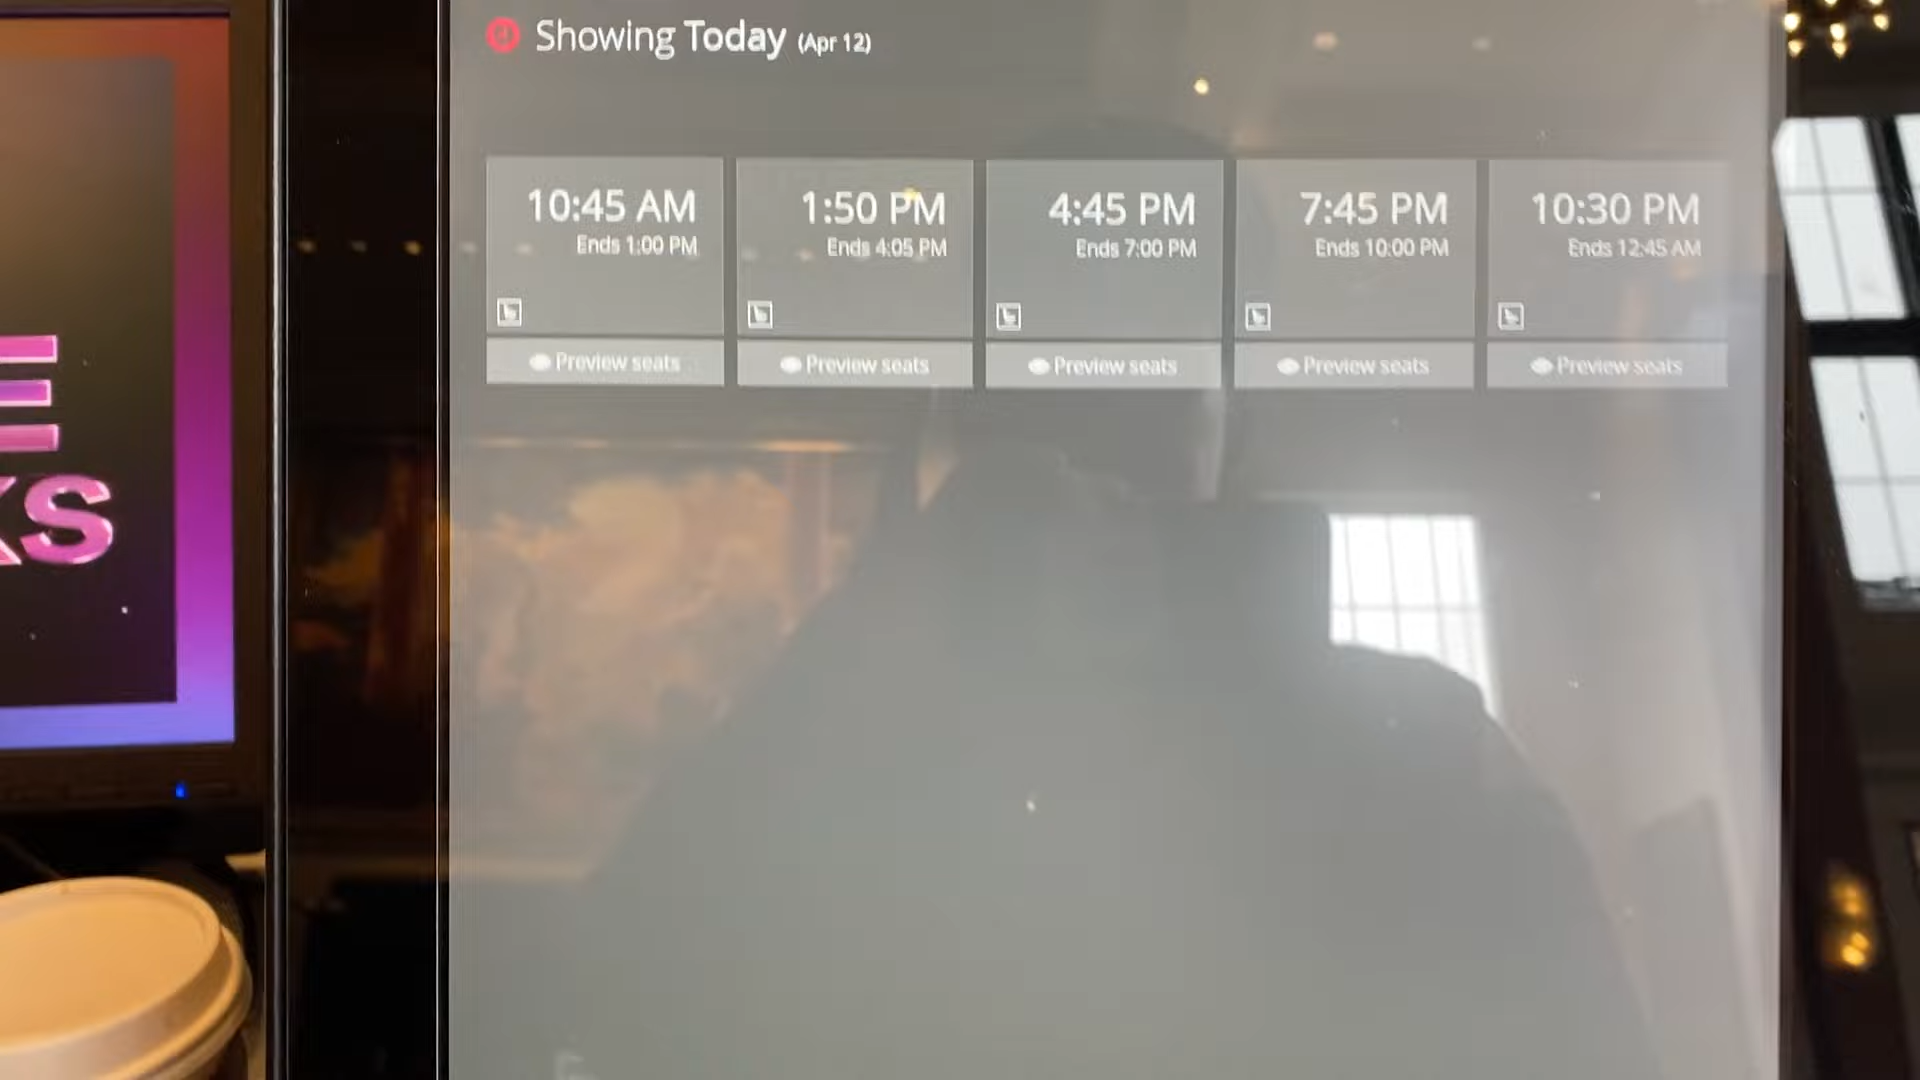 Showing Today (Apr 12)
10:45 AM
Ends 1:00 PM
Preview seats
1:50 PM
Ends 4:05 PM
Preview seats
4:45 PM
Ends 7:00 PM
Preview seats
7:45 PM
Ends 10:00 PM
Preview seats
10:30 PM
Ends 12:45 AM
Preview seats
E
KS